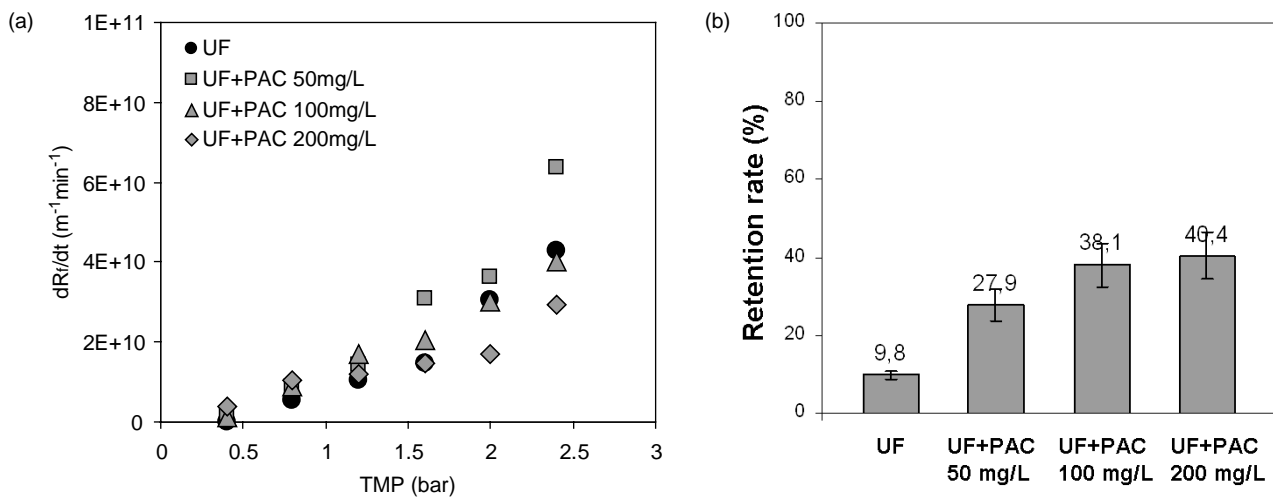 (a)
1E+11
8E+10
6E+10
4E+10
2E+10
0
dRf/dt (m-1min-1)
UF
UF+PAC 50mg/L
UF+PAC 100mg/L
UF+PAC 200mg/L
0 0.5 1 1.5 2 2.5 3
TMP (bar)
(b)
100
80
60
40
20
0
Retention rate (%)
9,8
27,9
38,1
40,4
UF UF+PAC UF+PAC UF+PAC
50 mg/L 100 mg/L 200 mg/L